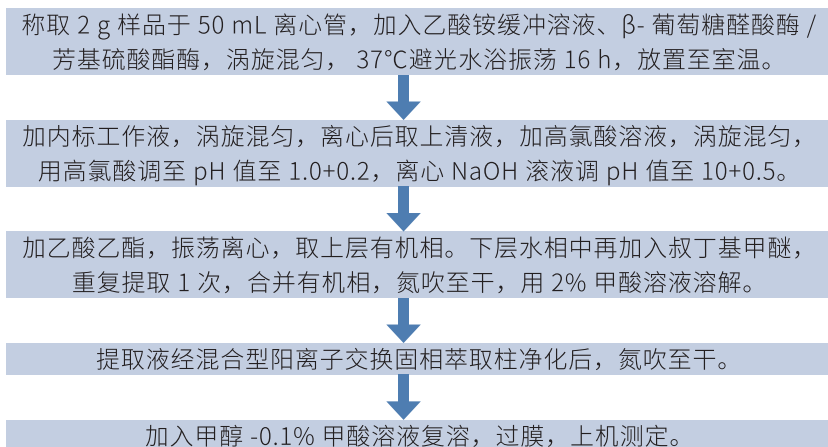 称取 2 g 样品于 50 mL 离心管，加入乙酸铵缓冲溶液、β- 葡萄糖醛酸酶 /
芳基硫酸酯酶，涡旋混匀， 37℃避光水浴振荡 16 h，放置至室温。
加内标工作液，涡旋混匀，离心后取上清液，加高氯酸溶液，涡旋混匀，
用高氯酸调至 pH 值至 1.0+0.2，离心 NaOH 滚液调 pH 值至 10+0.5。
加乙酸乙酯，振荡离心，取上层有机相。下层水相中再加入叔丁基甲醚，
重复提取 1 次，合并有机相，氮吹至干，用 2% 甲酸溶液溶解。
提取液经混合型阳离子交换固相萃取柱净化后，氮吹至干。
加入甲醇 -0.1% 甲酸溶液复溶，过膜，上机测定。